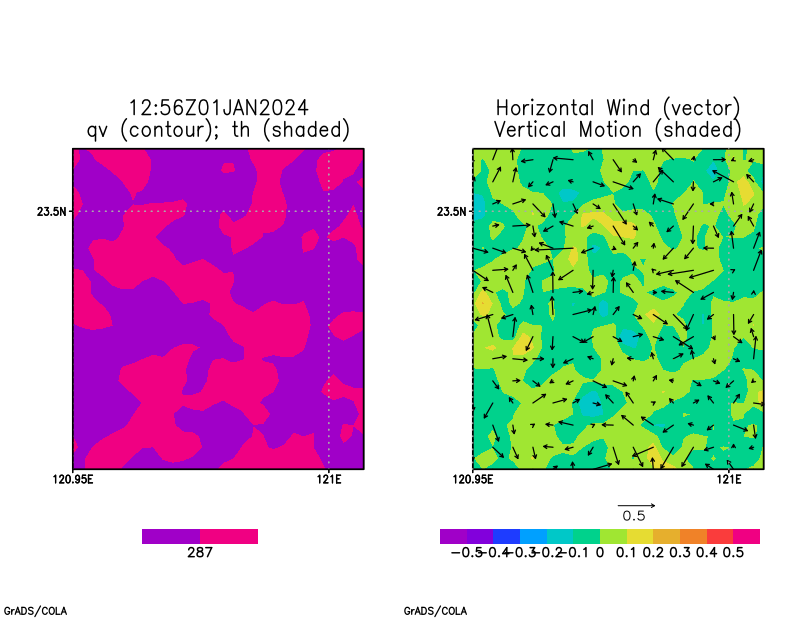 12:56Z01JAN2024
qv (contour); th (shaded)
23.5N
120.95E 121E
287
Horizontal Wind (vector)
Vertical Motion (shaded)
23.5N
120.95E 121E
0.5
-0.5 -0.4 -0.3 -0.2 -0.1 0 0.1 0.2 0.3 0.4 0.5
GrADS/COLA GrADS/COLA